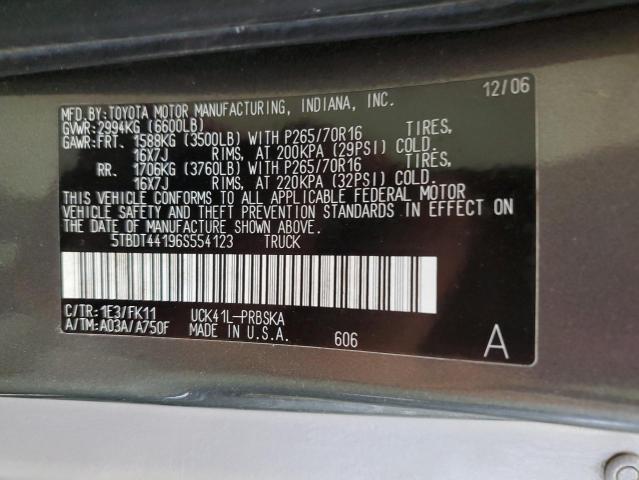 12/06
MFD.BY:TOYOTA MOTOR MANUFACTURING, INDIANA, INC.
GVWR:2994KG (6600LB)
GAWR:FRT. 1588KG (3500LB) WITH P265/70R16 TIRES,
16X7J RIMS, AT 200KPA (29PSI) COLD.
RR. 1706KG (3760LB) WITH P265/70R16 TIRES,
16X7J RIMS, AT 220KPA (32PSI) COLD.
THIS VEHICLE CONFORMS TO ALL APPLICABLE FEDERAL MOTOR
VEHICLE SAFETY AND THEFT PREVENTION STANDARDS IN EFFECT ON
THE DATE OF MANUFACTURE SHOWN ABOVE.
5TBDT44196S554123 TRUCK
C/TR:1E3/FK11 UCK41L-PRBSKA
A/TM:A03A/A750F MADE IN U.S.A. 606 A